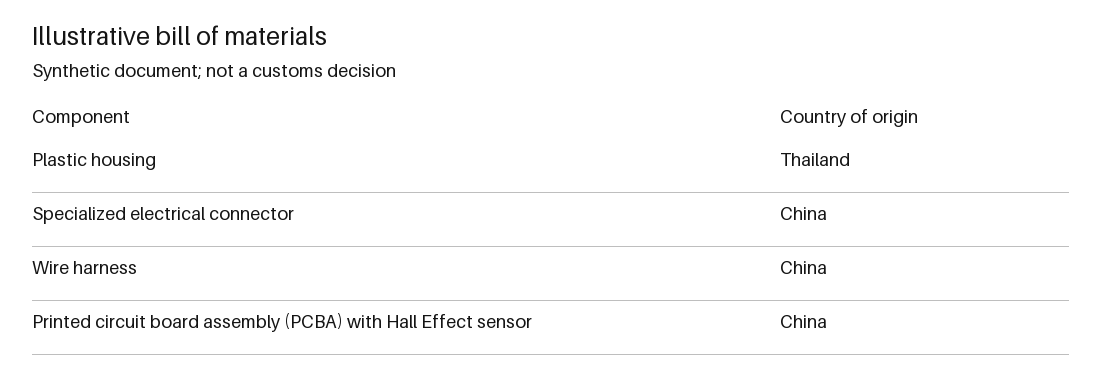 Illustrative bill of materials
Synthetic document; not a customs decision
Component Country of origin
Plastic housing Thailand
Specialized electrical connector China
Wire harness China
Printed circuit board assembly (PCBA) with Hall Effect sensor China